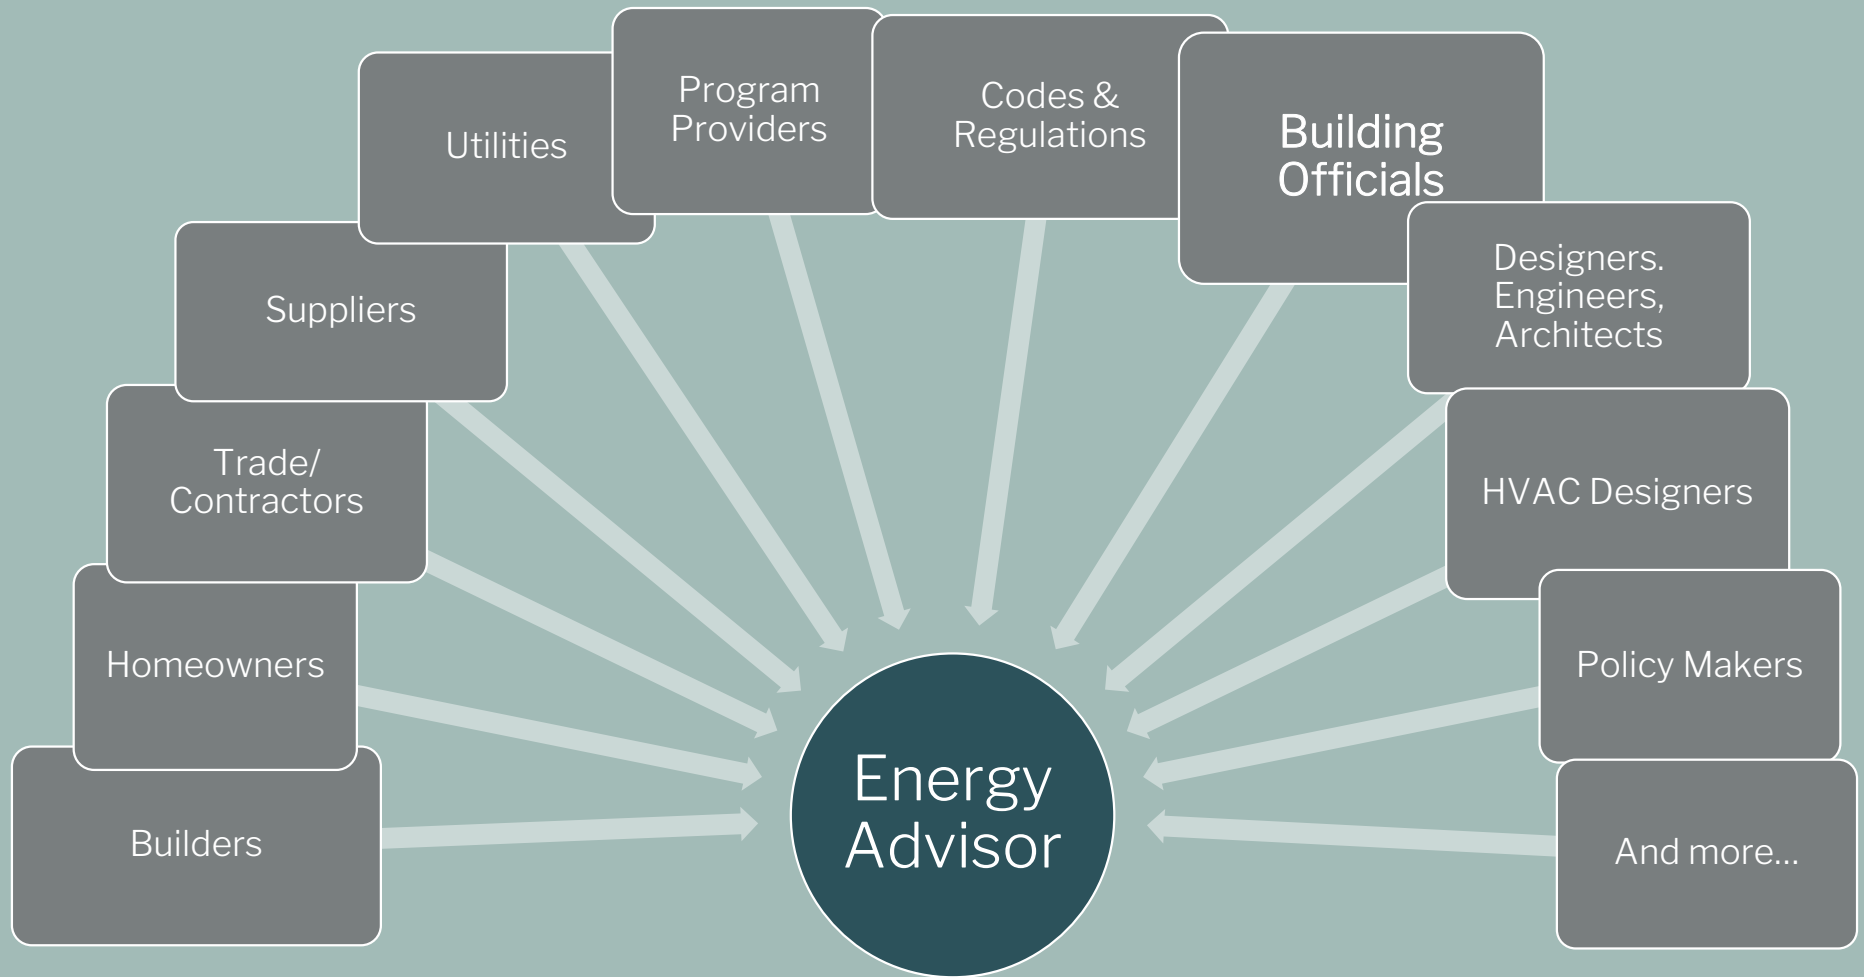 Program
Providers
Codes &
Regulations
Building
Officials
Utilities
Designers.
Engineers,
Architects
Suppliers
Trade/
Contractors
HVAC Designers
Homeowners
Policy Makers
Energy
Advisor
Builders
And more...